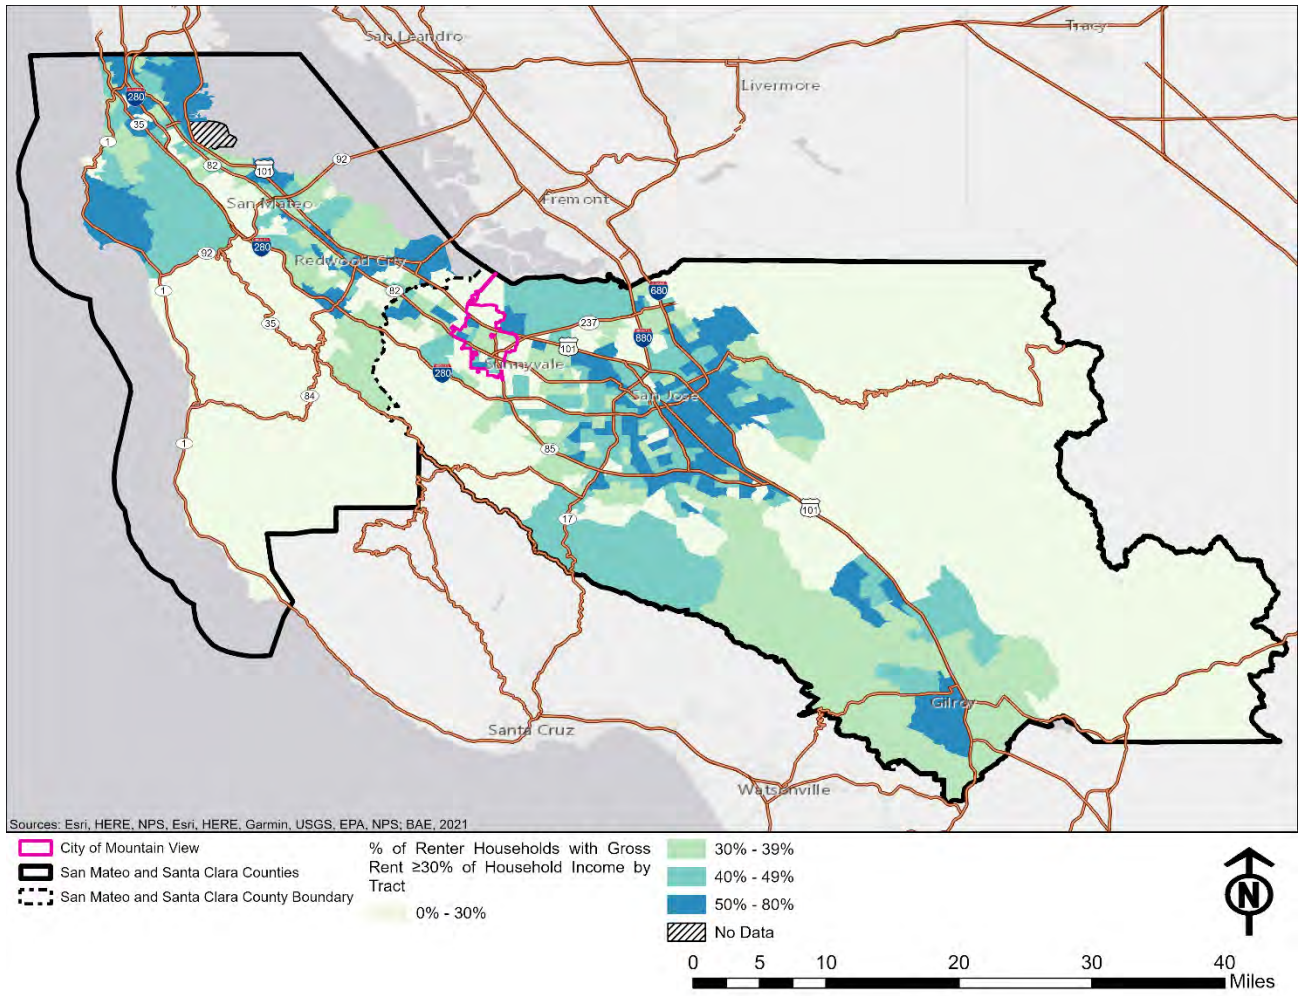 San Leandro
Tracy
Livermore
280
35
1
82
101
92
San Mateo
Fremont
92
280
Redwood City
1
82
680
35
237
101
880
Sunnyvale
280
84
San Jose
1
85
101
17
Gilroy
Santa Cruz
Watsonville
Sources: Esri, HERE, NPS, Esri, HERE, Garmin, USGS, EPA, NPS; BAE, 2021
City of Mountain View
San Mateo and Santa Clara Counties
San Mateo and Santa Clara County Boundary
% of Renter Households with Gross
Rent ≥30% of Household Income by
Tract
0% - 30%
30% - 39%
40% - 49%
50% - 80%
No Data
N
0 5 10 20 30 40
Miles